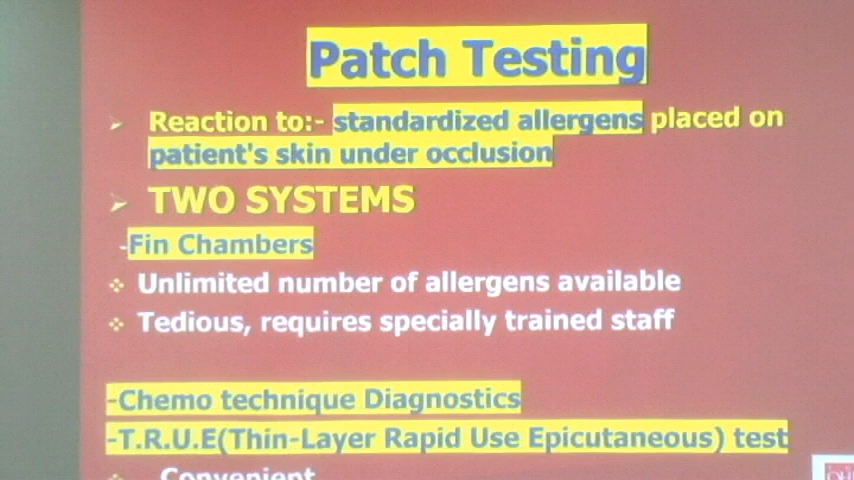 Patch Testing
Reaction to:- standardized allergens placed on
patient's skin under occlusion
TWO SYSTEMS
-Fin Chambers
Unlimited number of allergens available
Tedious, requires specially trained staff
-Chemo technique Diagnostics
-T.R.U.E(Thin-Layer Rapid Use Epicutaneous) test
Convenient